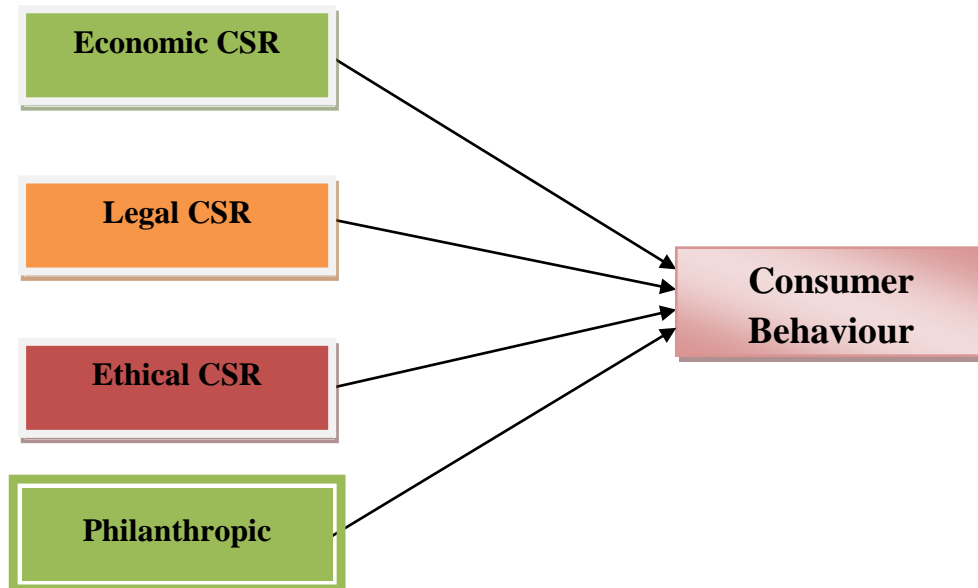 Economic CSR
Legal CSR
Ethical CSR
Philanthropic
Consumer
Behaviour